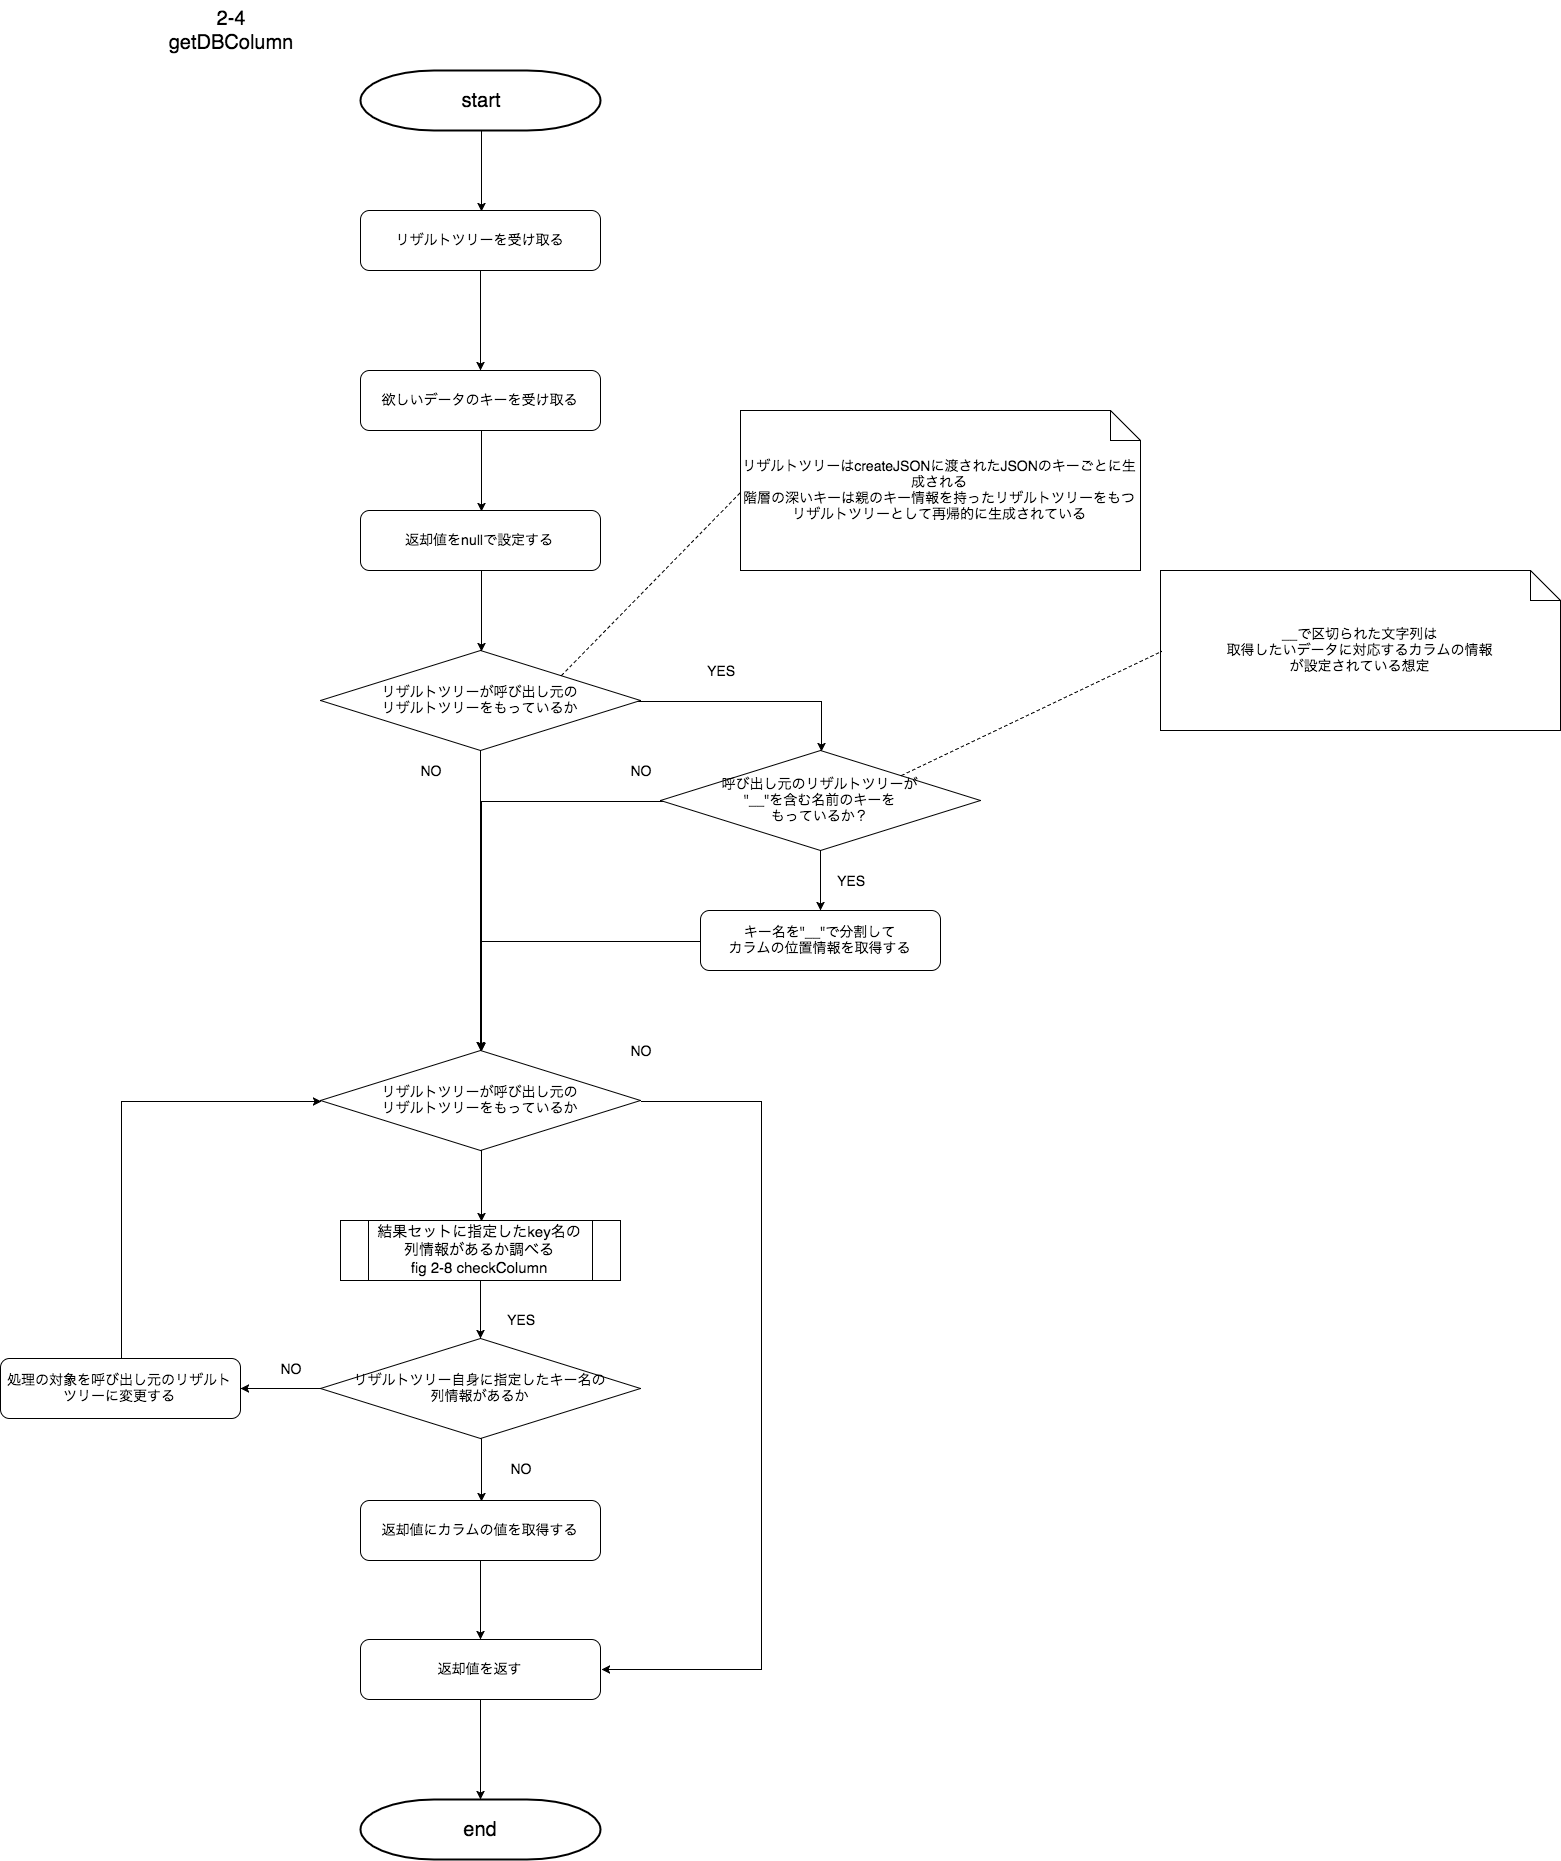 2-4
getDBColumn
start
リザルトツリーを受け取る
欲しいデータのキーを受け取る
リザルトツリーはcreateJSONに渡されたJSONのキーごとに生
成される
階層の深いキーは親のキー情報を持ったリザルトツリーをもつ
リザルトツリーとして再帰的に生成されている
返却値をnullで設定する
__で区切られた文字列は
取得したいデータに対応するカラムの情報
が設定されている想定
リザルトツリーが呼び出し元の
リザルトツリーをもっているか
YES
NO
NO
呼び出し元のリザルトツリーが
"__"を含む名前のキーを
もっているか？
YES
キー名を"__"で分割して
カラムの位置情報を取得する
NO
リザルトツリーが呼び出し元の
リザルトツリーをもっているか
結果セットに指定したkey名の
列情報があるか調べる
fig 2-8 checkColumn
YES
NO
リザルトツリー自身に指定したキー名の
列情報があるか
処理の対象を呼び出し元のリザルト
ツリーに変更する
NO
返却値にカラムの値を取得する
返却値を返す
end